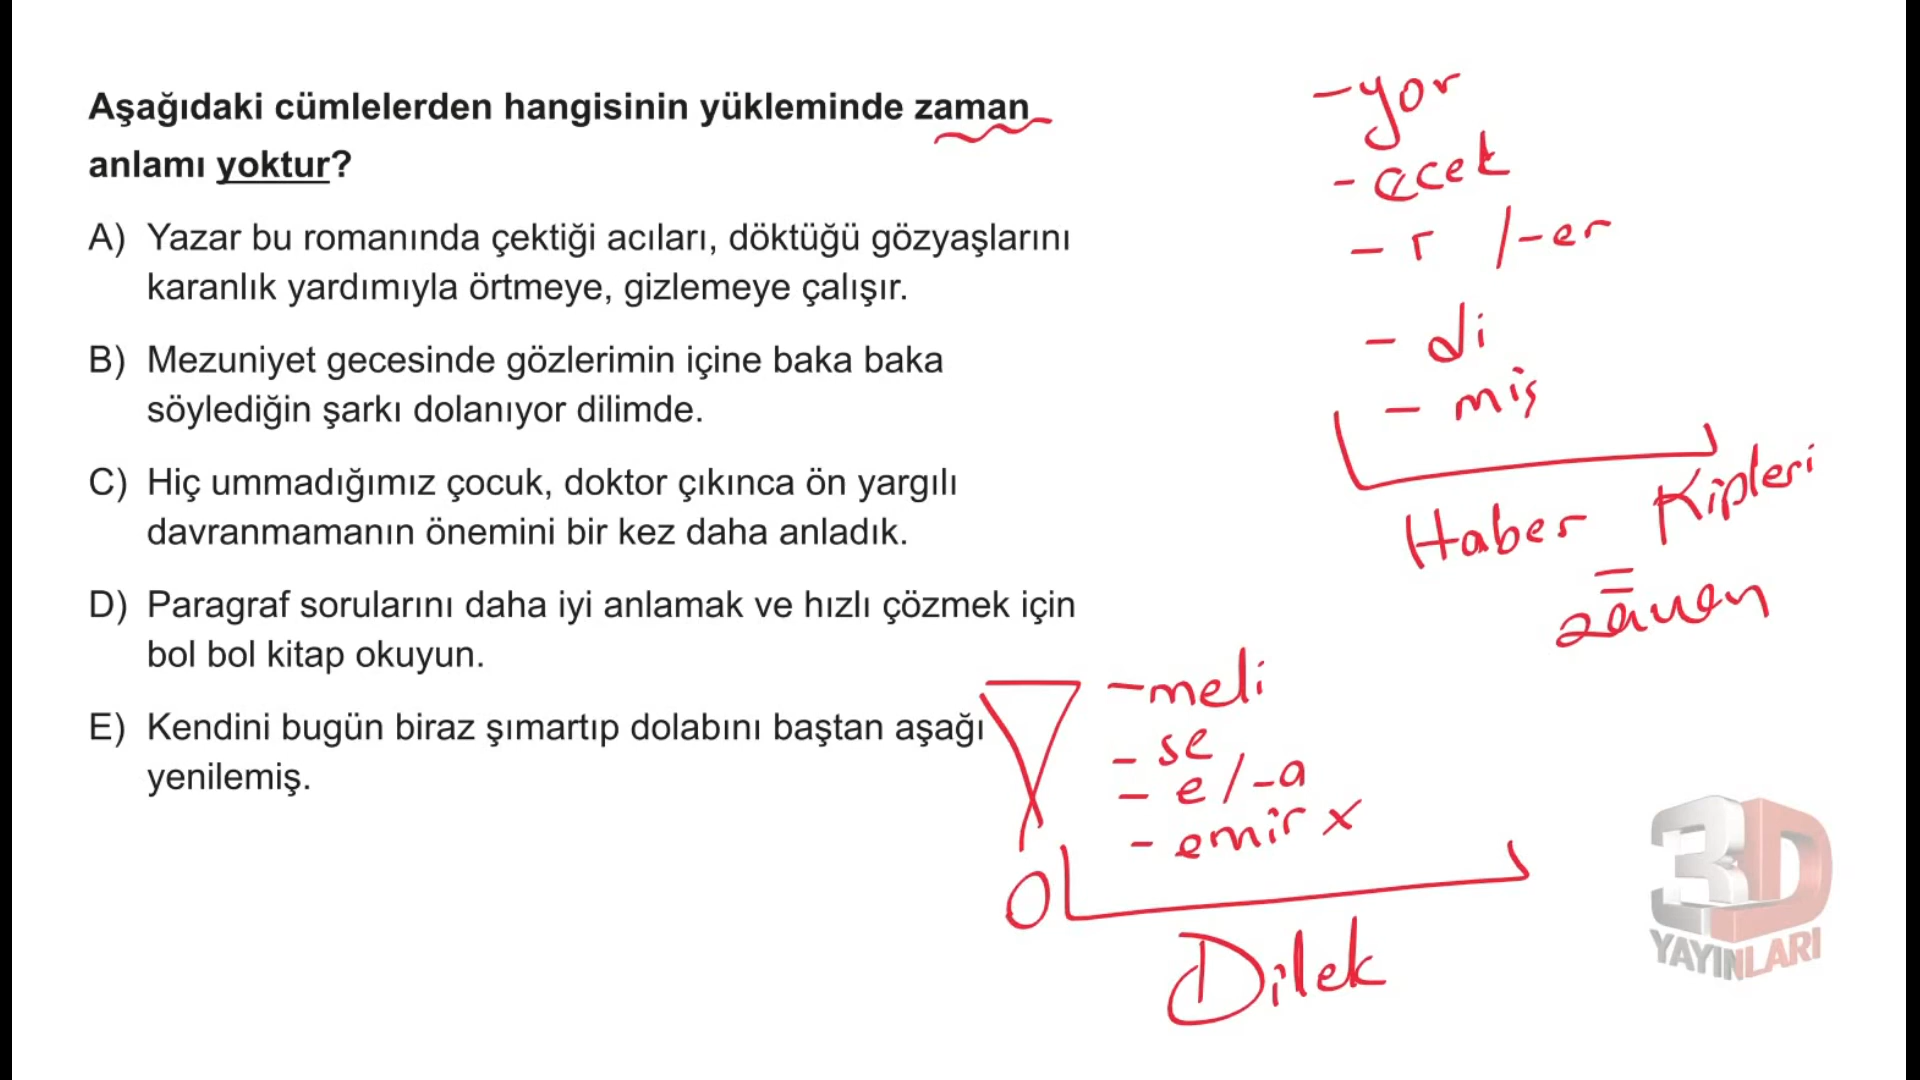 Aşağıdaki cümlelerden hangisinin yükleminde zaman
anlamı yoktur?
A) Yazar bu romanında çektiği acıları, döktüğü gözyaşlarını
karanlık yardımıyla örtmeye, gizlemeye çalışır.
B) Mezuniyet gecesinde gözlerimin içine baka baka
söylediğin şarkı dolanıyor dilimde.
C) Hiç ummadığımız çocuk, doktor çıkınca ön yargılı
davranmamanın önemini bir kez daha anladık.
D) Paragraf sorularını daha iyi anlamak ve hızlı çözmek için
bol bol kitap okuyun.
E) Kendini bugün biraz şımartıp dolabını baştan aşağı
yenilemiş.
-yor
-ecek
-r /-er
-di
-miş
Haber Kipleri
zaman
-meli
-se
-e/-a
-emir x
Dilek
3D
YAYINLARI